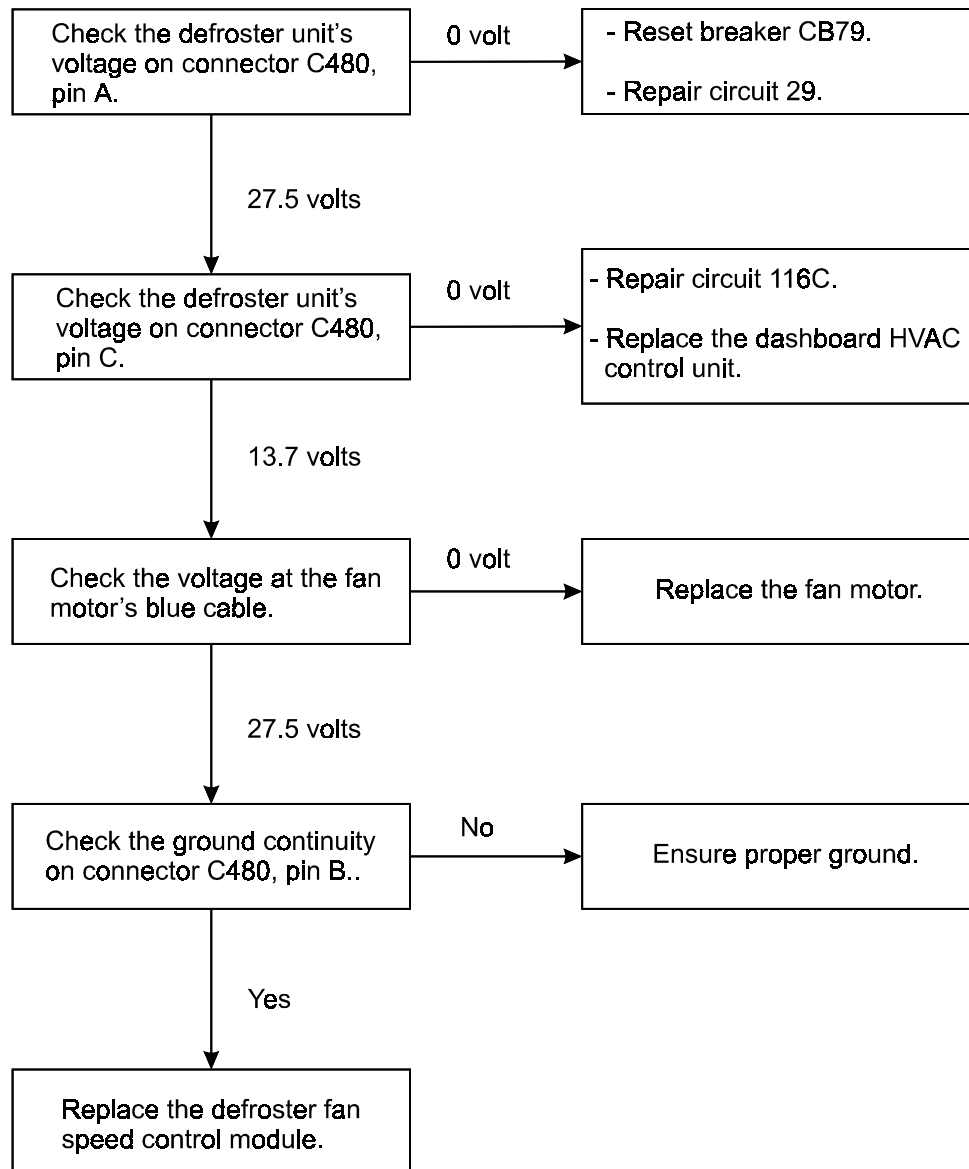 Check the defroster unit's
voltage on connector C480,
pin A.
0 volt
- Reset breaker CB79.
- Repair circuit 29.
27.5 volts
Check the defroster unit's
voltage on connector C480,
pin C.
0 volt
- Repair circuit 116C.
- Replace the dashboard HVAC
control unit.
13.7 volts
Check the voltage at the fan
motor's blue cable.
0 volt
Replace the fan motor.
27.5 volts
Check the ground continuity
on connector C480, pin B..
No
Ensure proper ground.
Yes
Replace the defroster fan
speed control module.